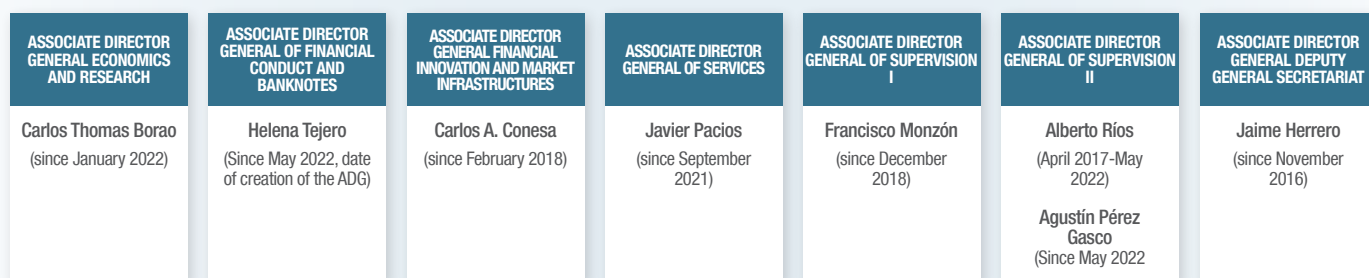 ASSOCIATE DIRECTOR
GENERAL ECONOMICS
AND RESEARCH
Carlos Thomas Borao
(since January 2022)
ASSOCIATE DIRECTOR
GENERAL OF FINANCIAL
CONDUCT AND
BANKNOTES
Helena Tejero
(Since May 2022, date
of creation of the ADG)
ASSOCIATE DIRECTOR
GENERAL FINANCIAL
INNOVATION AND MARKET
INFRASTRUCTURES
Carlos A. Conesa
(since February 2018)
ASSOCIATE DIRECTOR
GENERAL OF SERVICES
Javier Pacios
(since September
2021)
ASSOCIATE DIRECTOR
GENERAL OF SUPERVISION
I
Francisco Monzón
(since December
2018)
ASSOCIATE DIRECTOR
GENERAL OF SUPERVISION
II
Alberto Ríos
(April 2017-May
2022)
Agustín Pérez
Gasco
(Since May 2022
ASSOCIATE DIRECTOR
GENERAL DEPUTY
GENERAL SECRETARIAT
Jaime Herrero
(since November
2016)